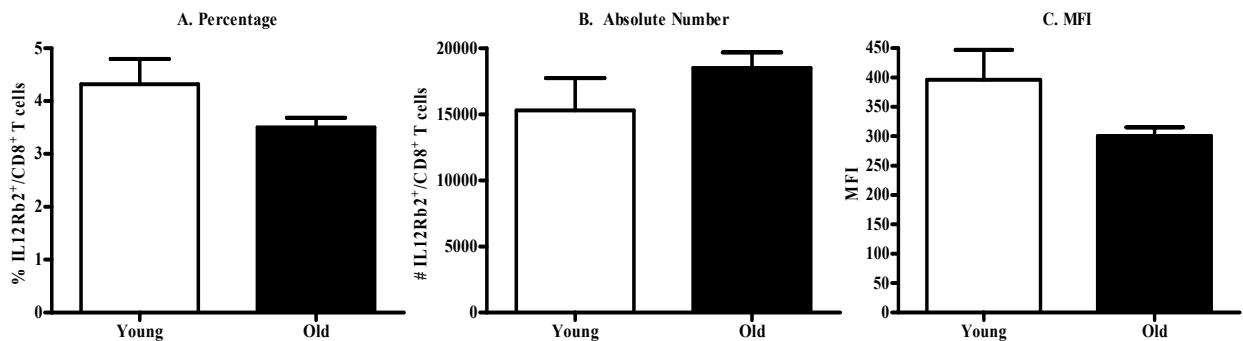 A. Percentage
% IL12Rb2⁺/CD8⁺ T cells
5
4
3
2
1
0
Young Old
B. Absolute Number
# IL12Rb2⁺/CD8⁺ T cells
20000
15000
10000
5000
0
Young Old
C. MFI
MFI
450
400
350
300
250
200
150
100
50
0
Young Old